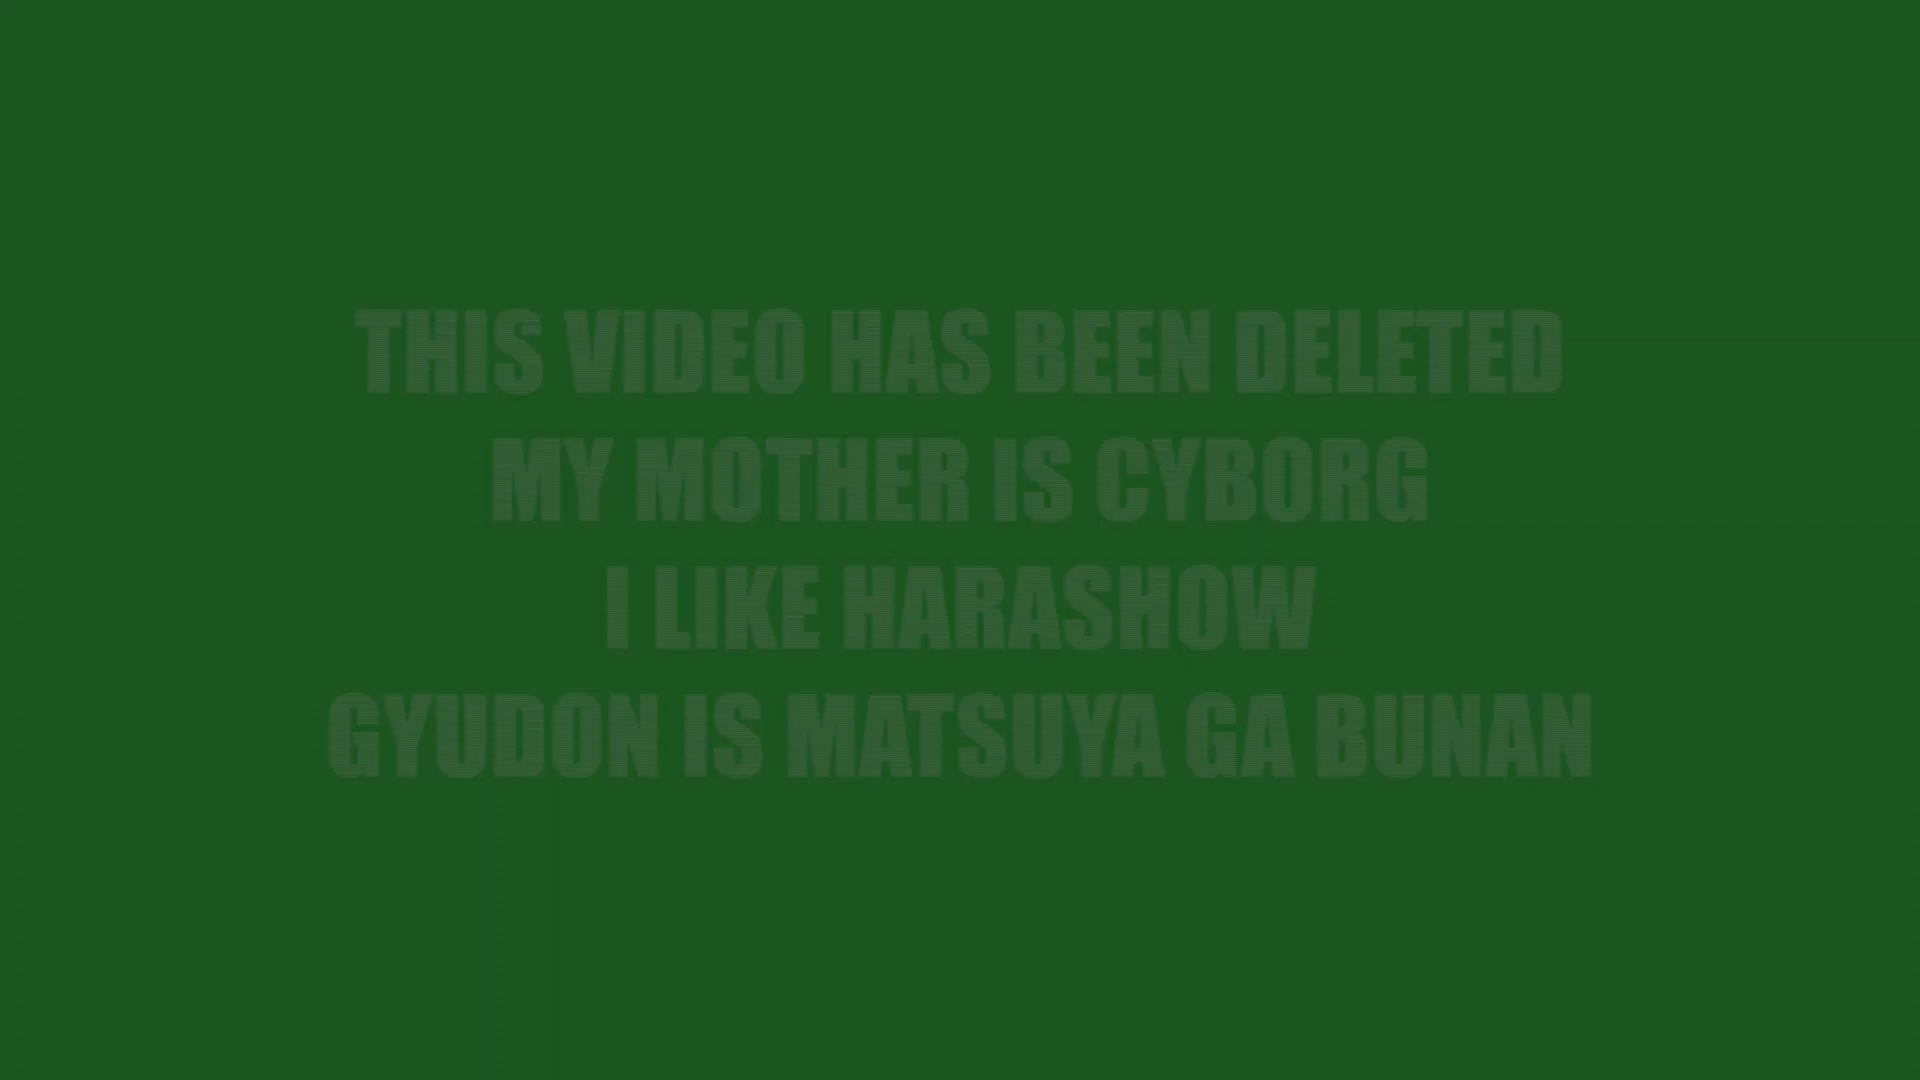 THIS VIDEO HAS BEEN DELETED
MY MOTHER IS CYBORG
I LIKE HARASHOW
GYUDON IS MATSUYA GA BUNAN